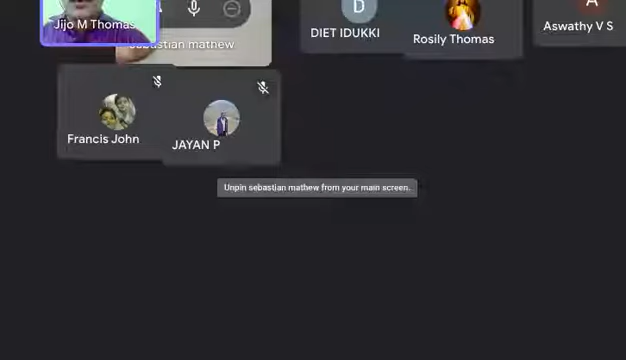 Jijo M Thomas
sebastian mathew
D
DIET IDUKKI
Rosily Thomas
A
Aswathy V S
Francis John
JAYAN P
Unpin sebastian mathew from your main screen.